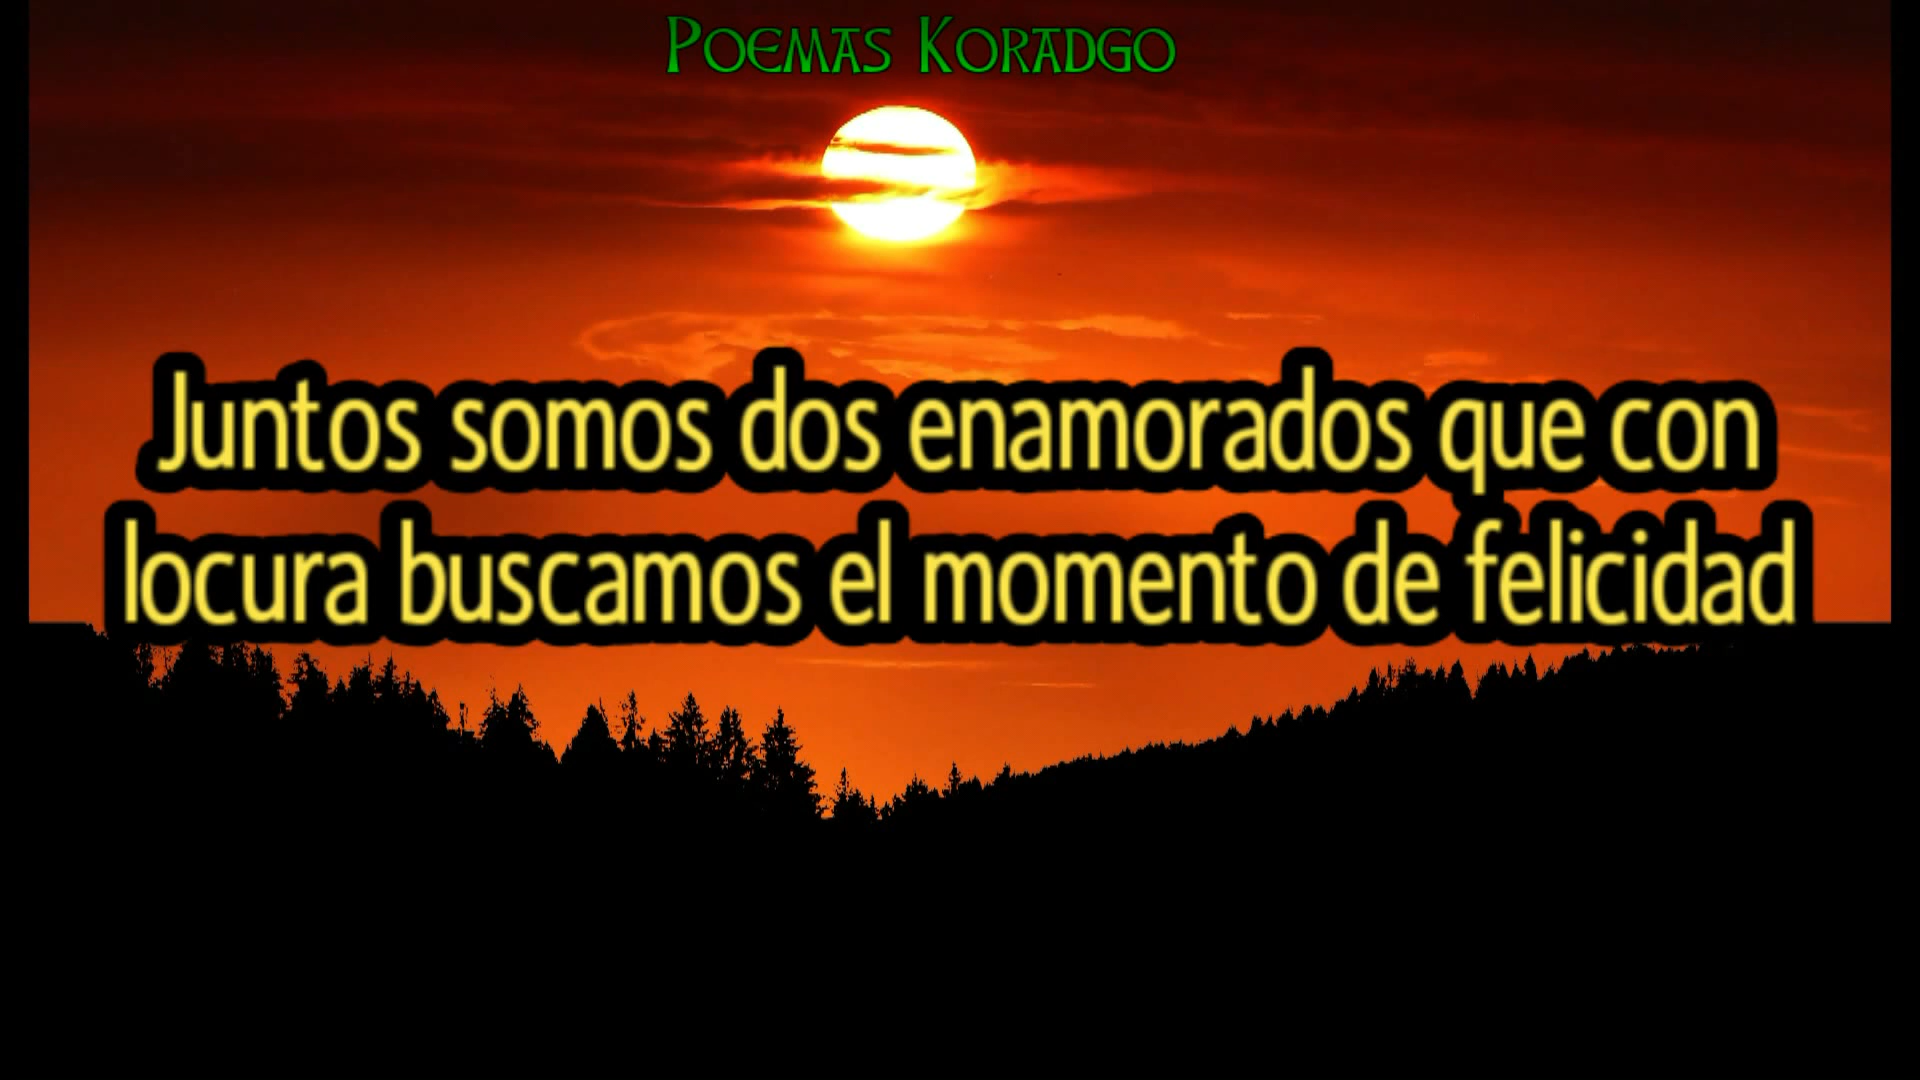 Poemas Koradgo
Juntos somos dos enamorados que con
locura buscamos el momento de felicidad